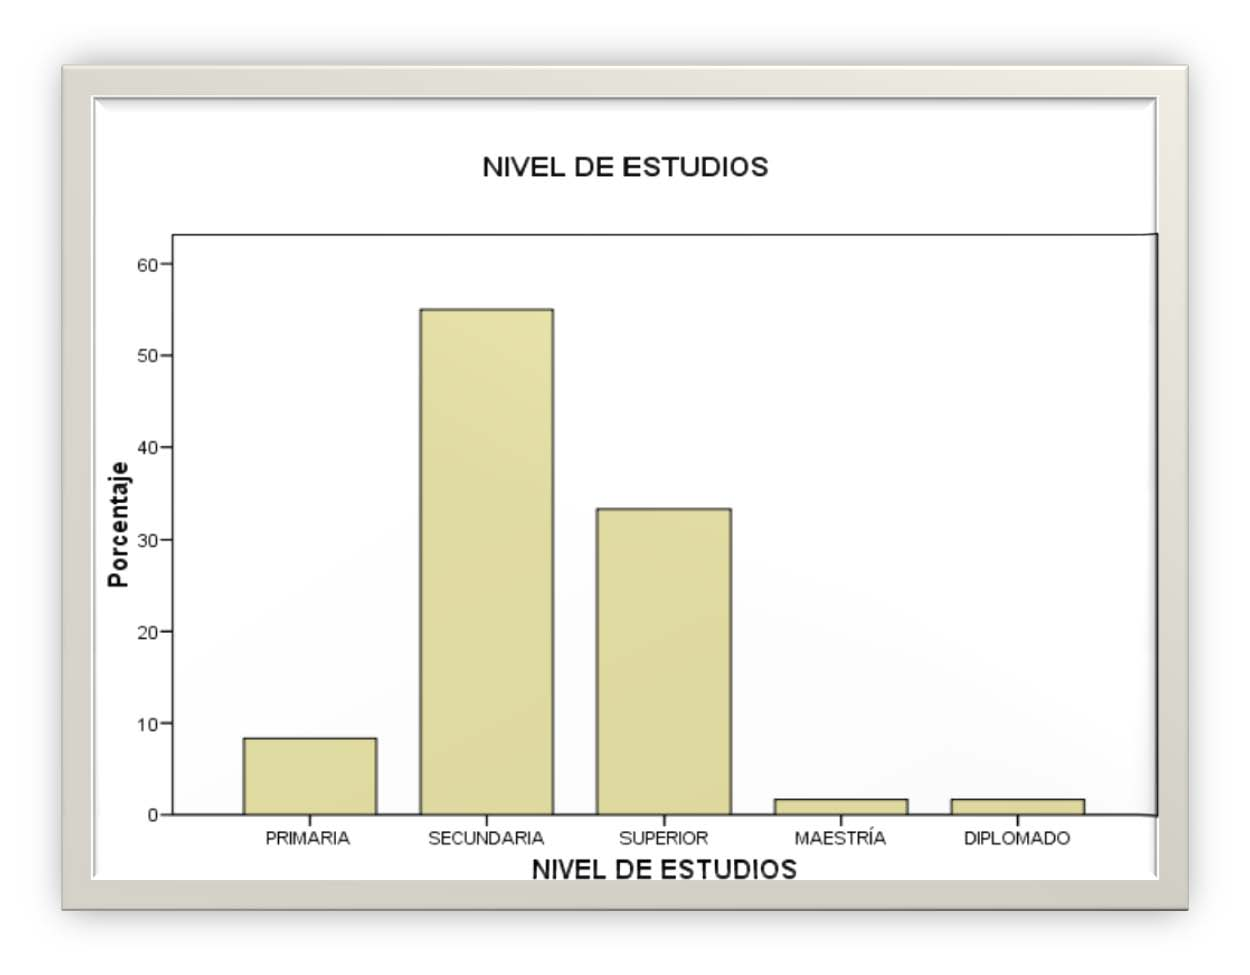 NIVEL DE ESTUDIOS
60
50
40
30
20
10
0
Porcentaje
PRIMARIA SECUNDARIA SUPERIOR MAESTRÍA DIPLOMADO
NIVEL DE ESTUDIOS